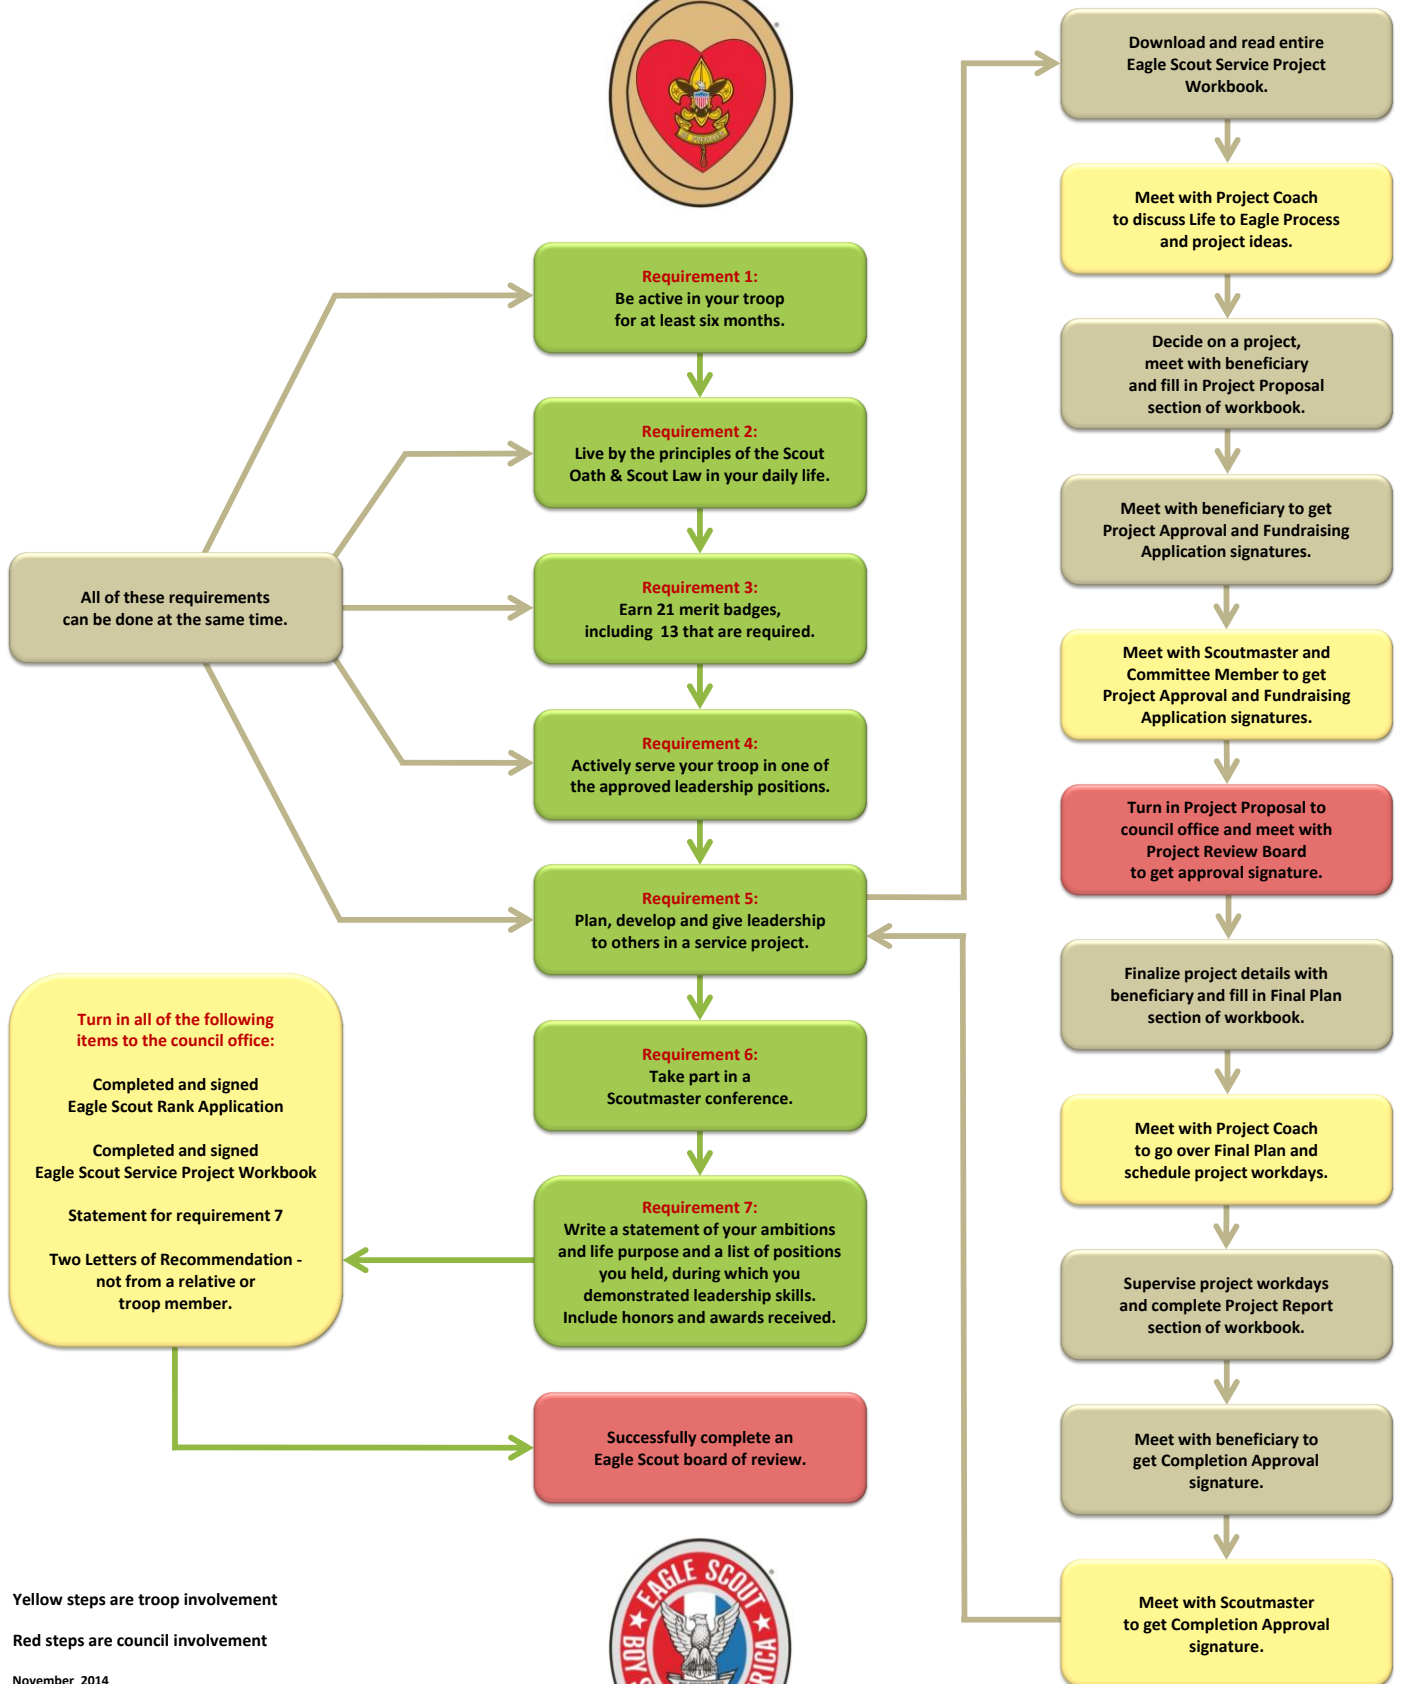 Download and read entire
Eagle Scout Service Project
Workbook.
Meet with Project Coach
to discuss Life to Eagle Process
and project ideas.
Decide on a project,
meet with beneficiary
and fill in Project Proposal
section of workbook.
Meet with beneficiary to get
Project Approval and Fundraising
Application signatures.
Meet with Scoutmaster and
Committee Member to get
Project Approval and Fundraising
Application signatures.
Turn in Project Proposal to
council office and meet with
Project Review Board
to get approval signature.
Finalize project details with
beneficiary and fill in Final Plan
section of workbook.
Meet with Project Coach
to go over Final Plan and
schedule project workdays.
Supervise project workdays
and complete Project Report
section of workbook.
Meet with beneficiary to
get Completion Approval
signature.
Meet with Scoutmaster
to get Completion Approval
signature.
Requirement 1:
Be active in your troop
for at least six months.
Requirement 2:
Live by the principles of the Scout
Oath & Scout Law in your daily life.
Requirement 3:
Earn 21 merit badges,
including 13 that are required.
Requirement 4:
Actively serve your troop in one of
the approved leadership positions.
Requirement 5:
Plan, develop and give leadership
to others in a service project.
Requirement 6:
Take part in a
Scoutmaster conference.
Requirement 7:
Write a statement of your ambitions
and life purpose and a list of positions
you held, during which you
demonstrated leadership skills.
Include honors and awards received.
Successfully complete an
Eagle Scout board of review.
All of these requirements
can be done at the same time.
Turn in all of the following
items to the council office:
Completed and signed
Eagle Scout Rank Application
Completed and signed
Eagle Scout Service Project Workbook
Statement for requirement 7
Two Letters of Recommendation -
not from a relative or
troop member.
EAGLE SCOUT
BOY S
RICA
Yellow steps are troop involvement
Red steps are council involvement
November 2014